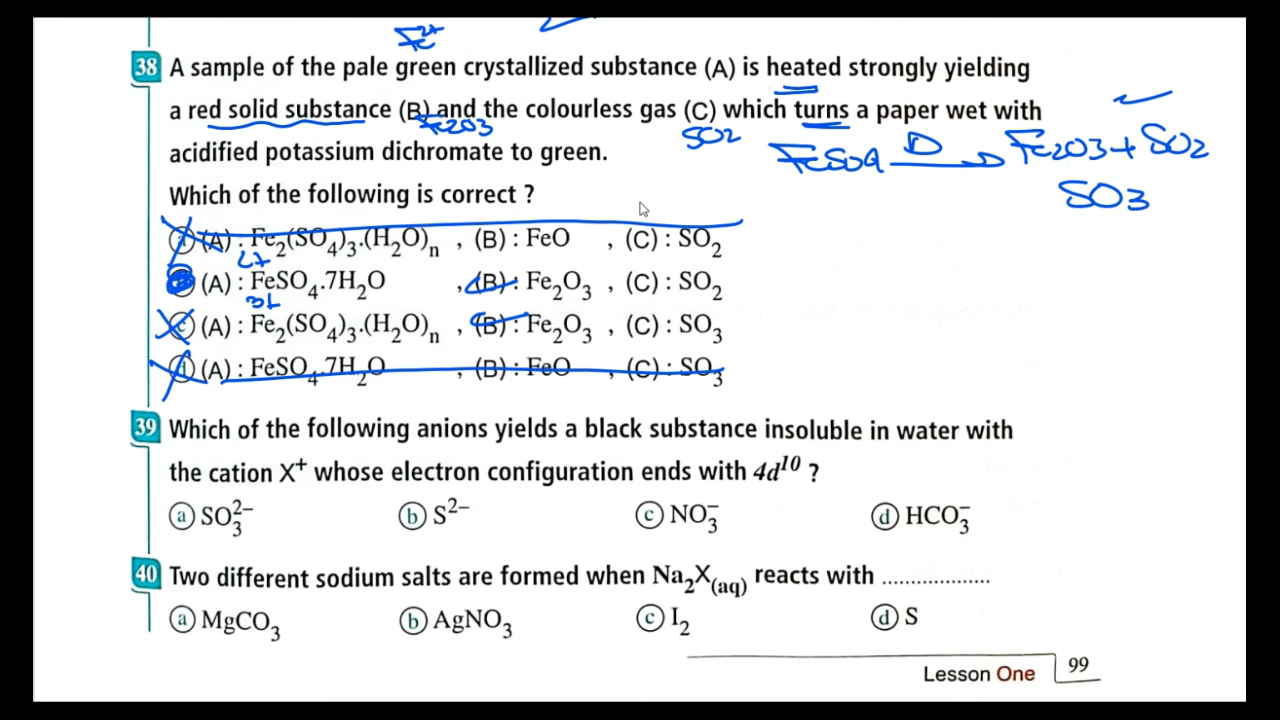 Fe2+
38 A sample of the pale green crystallized substance (A) is heated strongly yielding
a red solid substance (B) and the colourless gas (C) which turns a paper wet with
Fe2O3
SO2
acidified potassium dichromate to green.
FeSO4 Δ → Fe2O3 + SO2
SO3
Which of the following is correct ?
a (A) : Fe₂(SO₄)₃.(H₂O)ₙ , (B) : FeO , (C) : SO₂
2+
b (A) : FeSO₄.7H₂O , (B) : Fe₂O₃ , (C) : SO₂
3+
c (A) : Fe₂(SO₄)₃.(H₂O)ₙ , (B) : Fe₂O₃ , (C) : SO₃
d (A) : FeSO₄.7H₂O , (B) : FeO , (C) : SO₃
39 Which of the following anions yields a black substance insoluble in water with
the cation X⁺ whose electron configuration ends with 4d¹⁰ ?
a SO₃²⁻ b S²⁻ c NO₃⁻ d HCO₃⁻
40 Two different sodium salts are formed when Na₂X(aq) reacts with ....................
a MgCO₃ b AgNO₃ c I₂ d S
Lesson One 99